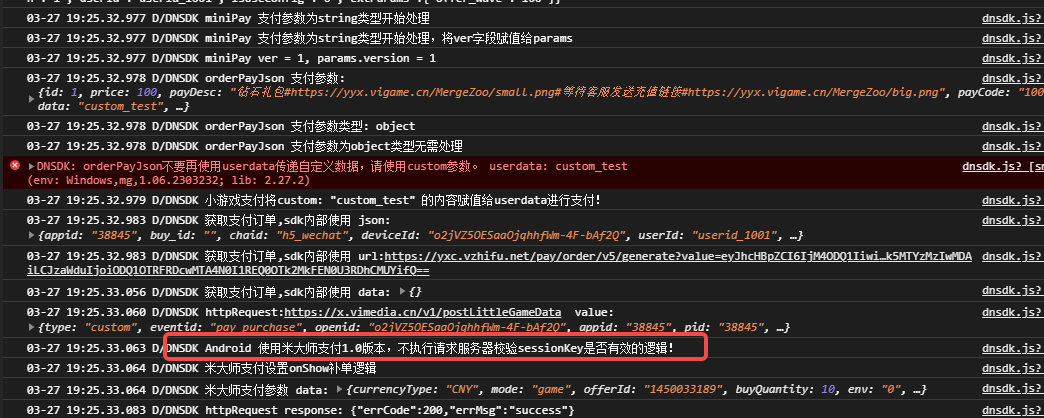 03-27 19:25.32.977 D/DNSDK miniPay 支付参数为string类型开始处理 dnsdk.js?
03-27 19:25.32.977 D/DNSDK miniPay 支付参数为string类型开始处理，将ver字段赋值给params dnsdk.js?
03-27 19:25.32.977 D/DNSDK miniPay ver = 1, params.version = 1 dnsdk.js?
03-27 19:25.32.978 D/DNSDK orderPayJson 支付参数: dnsdk.js?
{id: 1, price: 100, payDesc: "钻石礼包#https://yyx.vigame.cn/MergeZoo/small.png#等待客服发送充值链接#https://yyx.vigame.cn/MergeZoo/big.png", payCode: "100
data: "custom_test", …}
03-27 19:25.32.978 D/DNSDK orderPayJson 支付参数类型: object dnsdk.js?
03-27 19:25.32.978 D/DNSDK orderPayJson 支付参数为object类型无需处理 dnsdk.js?
DNSDK: orderPayJson不要再使用userdata传递自定义数据，请使用custom参数。 userdata: custom_test dnsdk.js? [sm
(env: Windows,mg,1.06.2303232; lib: 2.27.2)
03-27 19:25.32.979 D/DNSDK 小游戏支付将custom: "custom_test" 的内容赋值给userdata进行支付! dnsdk.js?
03-27 19:25.32.983 D/DNSDK 获取支付订单,sdk内部使用 json: dnsdk.js?
{appid: "38845", buy_id: "", chaid: "h5_wechat", deviceId: "o2jVZ5OESaaOjqhhfWm-4F-bAf2Q", userId: "userid_1001", …}
03-27 19:25.32.983 D/DNSDK 获取支付订单,sdk内部使用 url:https://yxc.vzhifu.net/pay/order/v5/generate?value=eyJhcHBpZCI6IjM4ODQ1Iiwi…k5MTYzMzIwMDA dnsdk.js?
iLCJzaWduIjoiODQ1OTRFRDcwMTA4N0I1REQ0OTk2MkFEN0U3RDhCMUYifQ==
03-27 19:25.33.056 D/DNSDK 获取支付订单,sdk内部使用 data: {} dnsdk.js?
03-27 19:25.33.060 D/DNSDK httpRequest:https://x.vimedia.cn/v1/postLittleGameData value: dnsdk.js?
{type: "custom", eventid: "pay_purchase", openid: "o2jVZ5OESaaOjqhhfWm-4F-bAf2Q", appid: "38845", pid: "38845", …}
03-27 19:25.33.063 D/DNSDK Android 使用米大师支付1.0版本，不执行请求服务器校验sessionKey是否有效的逻辑! dnsdk.js?
03-27 19:25.33.064 D/DNSDK 米大师支付设置onShow补单逻辑 dnsdk.js?
03-27 19:25.33.064 D/DNSDK 米大师支付参数 data: {currencyType: "CNY", mode: "game", offerId: "1450033189", buyQuantity: 10, env: "0", …} dnsdk.js?
03-27 19:25.33.083 D/DNSDK httpRequest response: {"errCode":200,"errMsg":"success"} dnsdk.js?